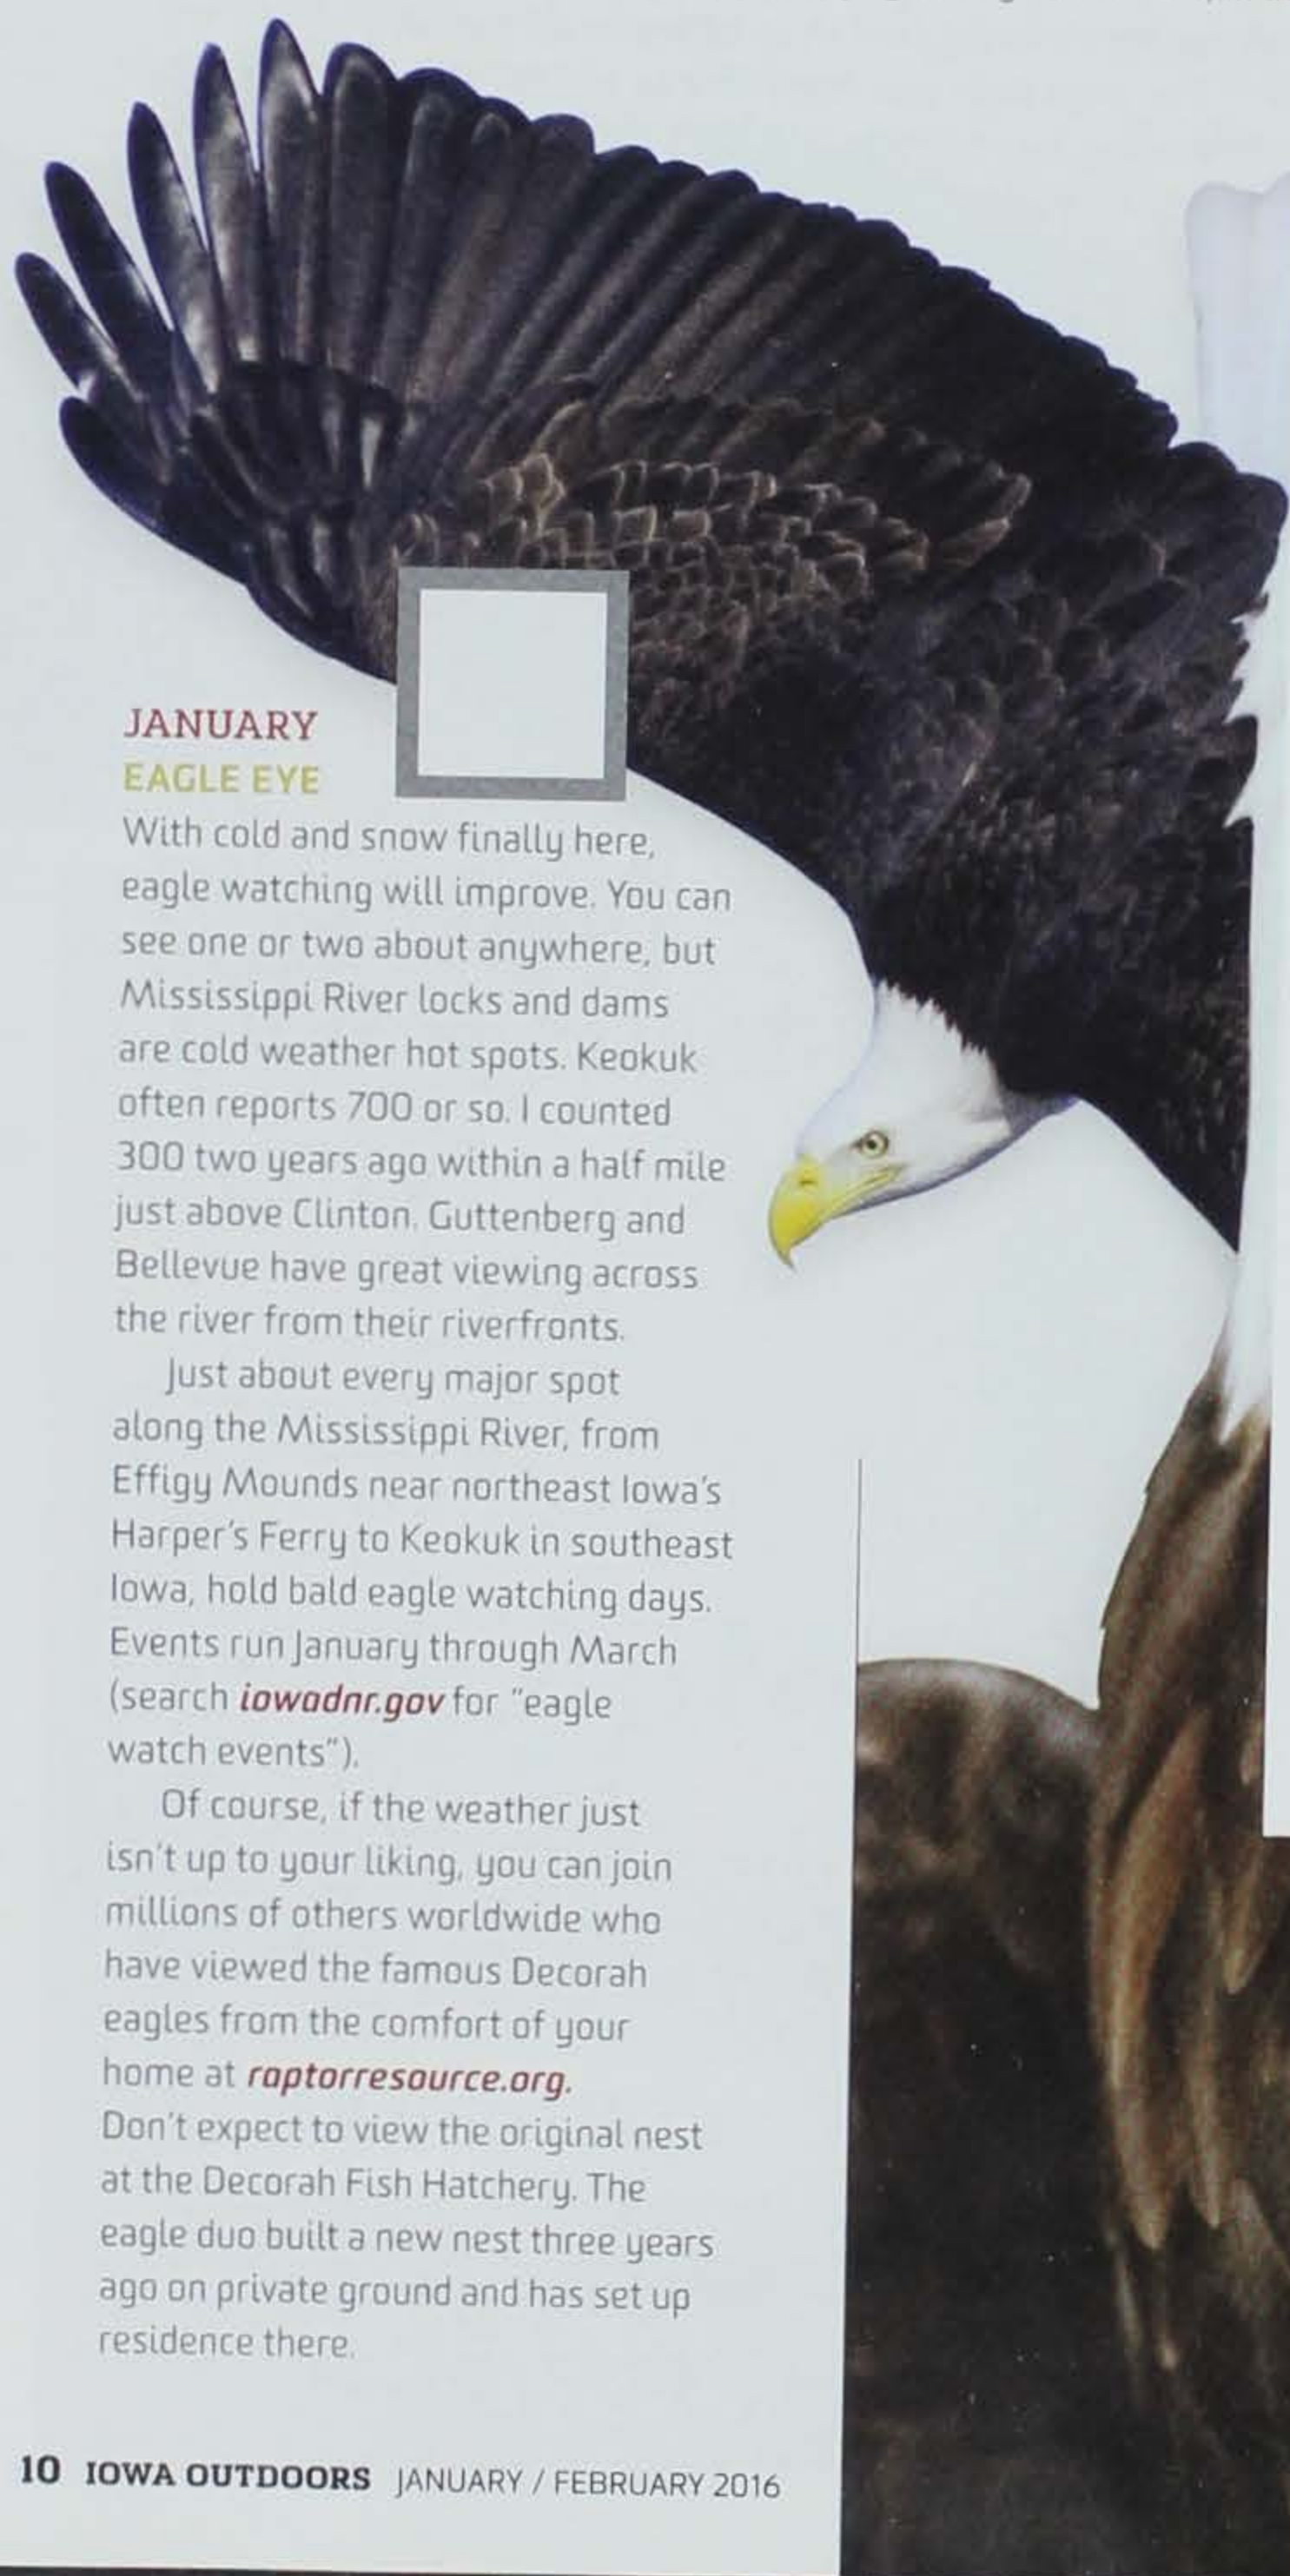 JANUARY
EAGLE EYE
With cold and snow finally here,
eagle watching will improve. You can
see one or two about anywhere, but
Mississippi River locks and dams
are cold weather hot spots. Keokuk
often reports 700 or so. I counted
300 two years ago within a half mile
just above Clinton. Guttenberg and
Bellevue have great viewing across
the river from their riverfronts.
Just about every major spot
along the Mississippi River, from
Effigy Mounds near northeast Iowa's
Harper's Ferry to Keokuk in southeast
Iowa, hold bald eagle watching days.
Events run January through March
(search iowadnr.gov for "eagle
watch events").
Of course, if the weather just
isn't up to your liking, you can join
millions of others worldwide who
have viewed the famous Decorah
eagles from the comfort of your
home at raptorresource.org.
Don't expect to view the original nest
at the Decorah Fish Hatchery. The
eagle duo built a new nest three years
ago on private ground and has set up
residence there.
10 IOWA OUTDOORS JANUARY / FEBRUARY 2016